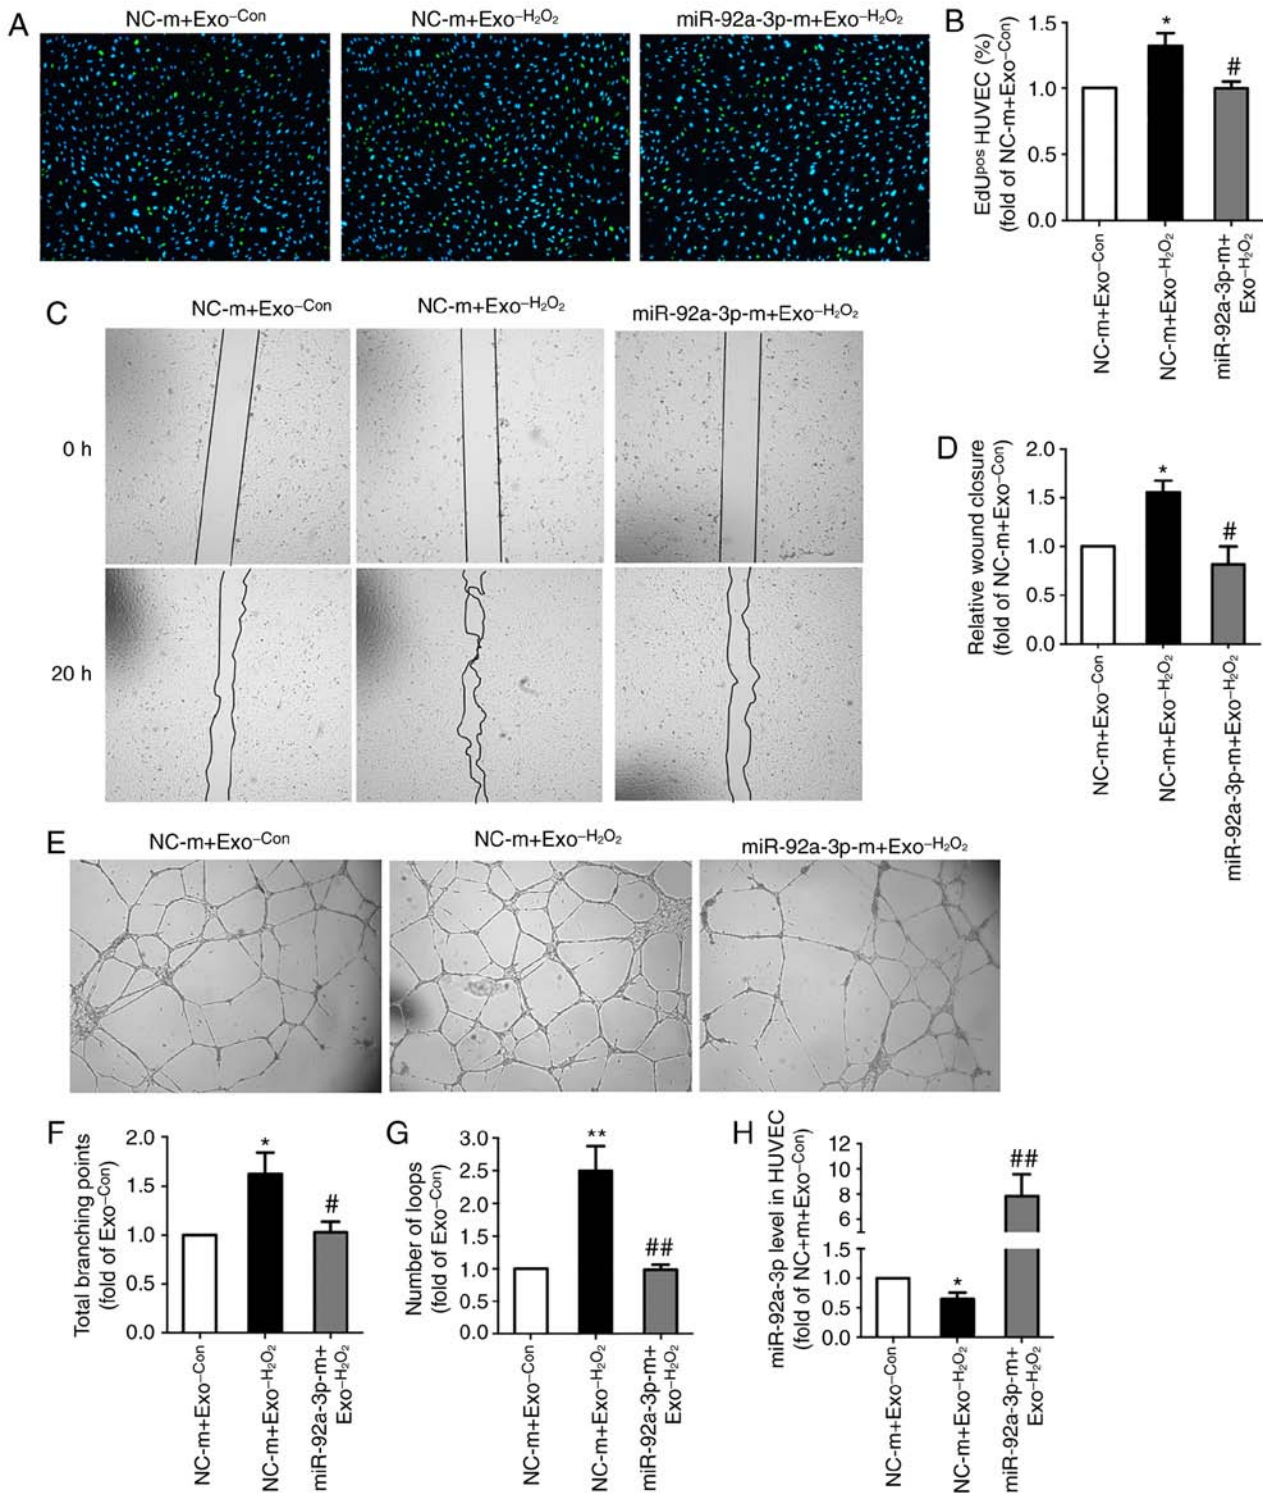 A
NC-m+Exo⁻Con
NC-m+Exo⁻H₂O₂
miR-92a-3p-m+Exo⁻H₂O₂
B
EdUpos HUVEC (%)
(fold of NC-m+Exo⁻Con)
1.5
1.0
0.5
0.0
*
#
NC-m+Exo⁻Con
NC-m+Exo⁻H₂O₂
miR-92a-3p-m+
Exo⁻H₂O₂
C
NC-m+Exo⁻Con
NC-m+Exo⁻H₂O₂
miR-92a-3p-m+Exo⁻H₂O₂
0 h
20 h
D
Relative wound closure
(fold of NC-m+Exo⁻Con)
2.0
1.5
1.0
0.5
0.0
*
#
NC-m+Exo⁻Con
NC-m+Exo⁻H₂O₂
miR-92a-3p-m+Exo⁻H₂O₂
E
NC-m+Exo⁻Con
NC-m+Exo⁻H₂O₂
miR-92a-3p-m+Exo⁻H₂O₂
F
Total branching points
(fold of Exo⁻Con)
2.0
1.5
1.0
0.5
0.0
*
#
NC-m+Exo⁻Con
NC-m+Exo⁻H₂O₂
miR-92a-3p-m+
Exo⁻H₂O₂
G
Number of loops
(fold of Exo⁻Con)
3.0
2.5
2.0
1.5
1.0
0.5
0.0
**
##
NC-m+Exo⁻Con
NC-m+Exo⁻H₂O₂
miR-92a-3p-m+
Exo⁻H₂O₂
H
miR-92a-3p level in HUVEC
(fold of NC+m+Exo⁻Con)
12
10
8
6
1.5
1.0
0.5
0.0
*
##
NC-m+Exo⁻Con
NC-m+Exo⁻H₂O₂
miR-92a-3p-m+
Exo⁻H₂O₂